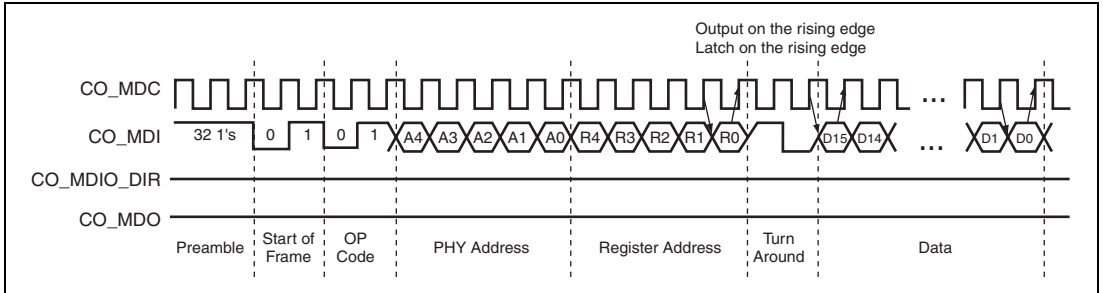 Output on the rising edge
Latch on the rising edge
CO_MDC
...
CO_MDI 32 1's 0 1 0 1 A4 A3 A2 A1 A0 R4 R3 R2 R1 R0 D15 D14 ... D1 D0
CO_MDIO_DIR
CO_MDO
Preamble
Start of
Frame
OP
Code
PHY Address
Register Address
Turn
Around
Data